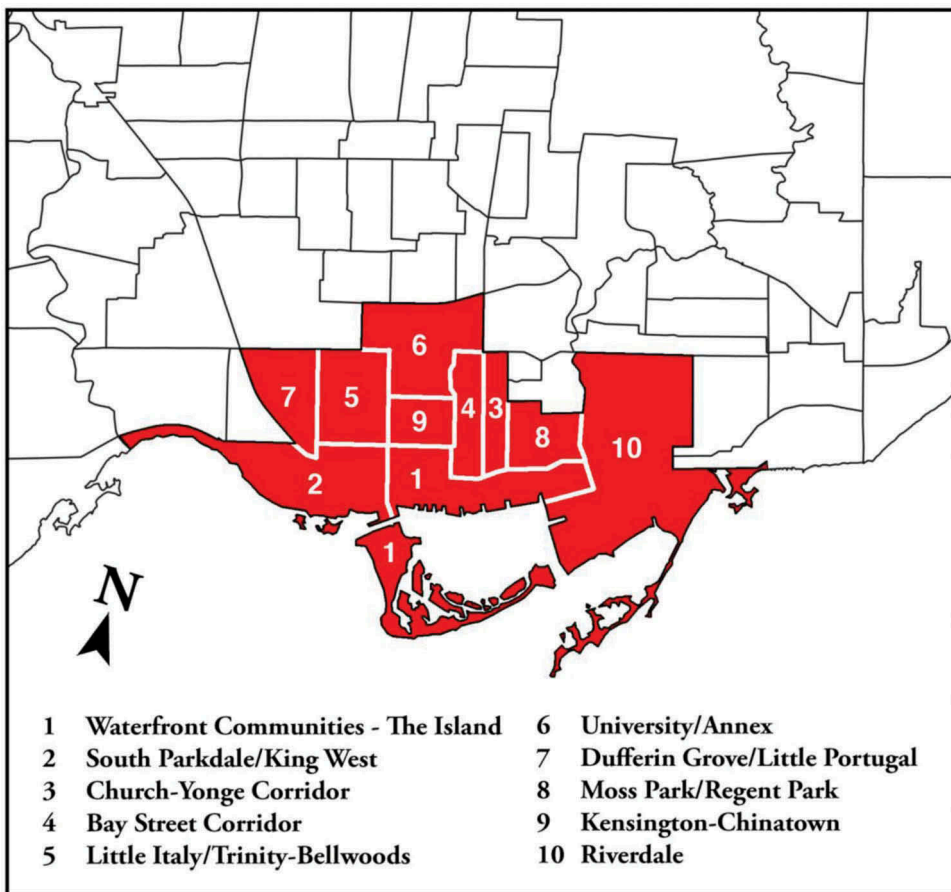 6
7
5
4
3
9
8
10
2
1
1
N
1 Waterfront Communities - The Island
2 South Parkdale/King West
3 Church-Yonge Corridor
4 Bay Street Corridor
5 Little Italy/Trinity-Bellwoods
6 University/Annex
7 Dufferin Grove/Little Portugal
8 Moss Park/Regent Park
9 Kensington-Chinatown
10 Riverdale